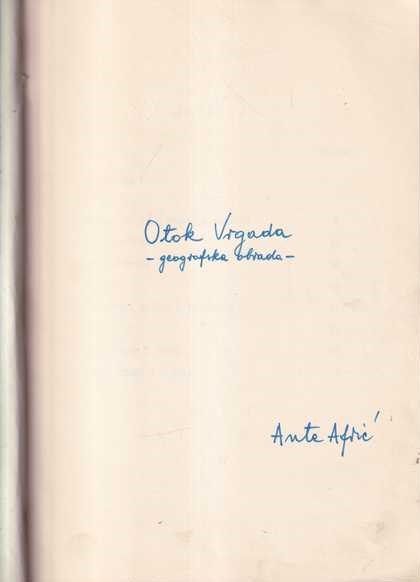 Otok Vrgada
- geografska obrada -
Ante Afrić